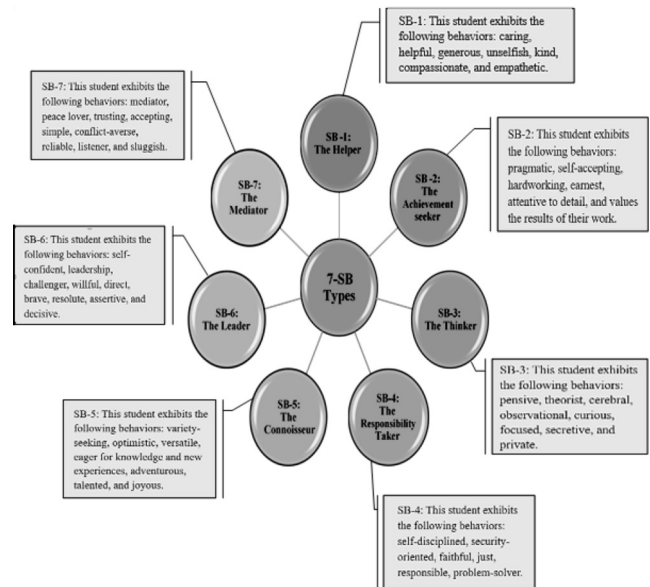 SB-1: This student exhibits the
following behaviors: caring,
helpful, generous, unselfish, kind,
compassionate, and empathetic.
SB-7: This student exhibits the
following behaviors: mediator,
peace lover, trusting, accepting,
simple, conflict-averse,
reliable, listener, and sluggish.
SB -1:
The Helper
SB-2: This student exhibits
the following behaviors:
pragmatic, self-accepting,
hardworking, earnest,
attentive to detail, and values
the results of their work.
SB-7:
The
Mediator
SB -2:
The
Achievement
seeker
SB-6: This student exhibits the
following behaviors: self-
confident, leadership,
challenger, willful, direct,
brave, resolute, assertive, and
decisive.
7-SB
Types
SB-6:
The Leader
SB-3:
The Thinker
SB-3: This student exhibits
the following behaviors:
pensive, theorist, cerebral,
observational, curious,
focused, secretive, and
private.
SB-5:
The
Connoisseur
SB-4:
The
Responsibility
Taker
SB-5: This student exhibits the
following behaviors: variety-
seeking, optimistic, versatile,
eager for knowledge and new
experiences, adventurous,
talented, and joyous.
SB-4: This student exhibits
the following behaviors:
self-disciplined, security-
oriented, faithful, just,
responsible, problem-solver.